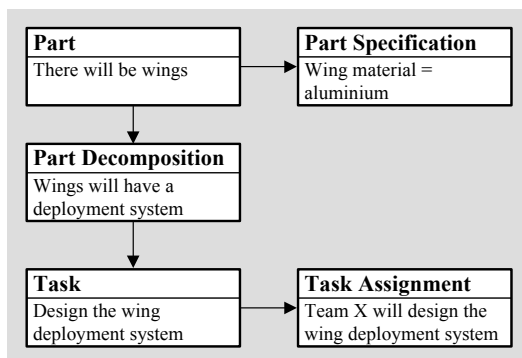 Part
There will be wings
Part Specification
Wing material =
aluminium
Part Decomposition
Wings will have a
deployment system
Task
Design the wing
deployment system
Task Assignment
Team X will design the
wing deployment system